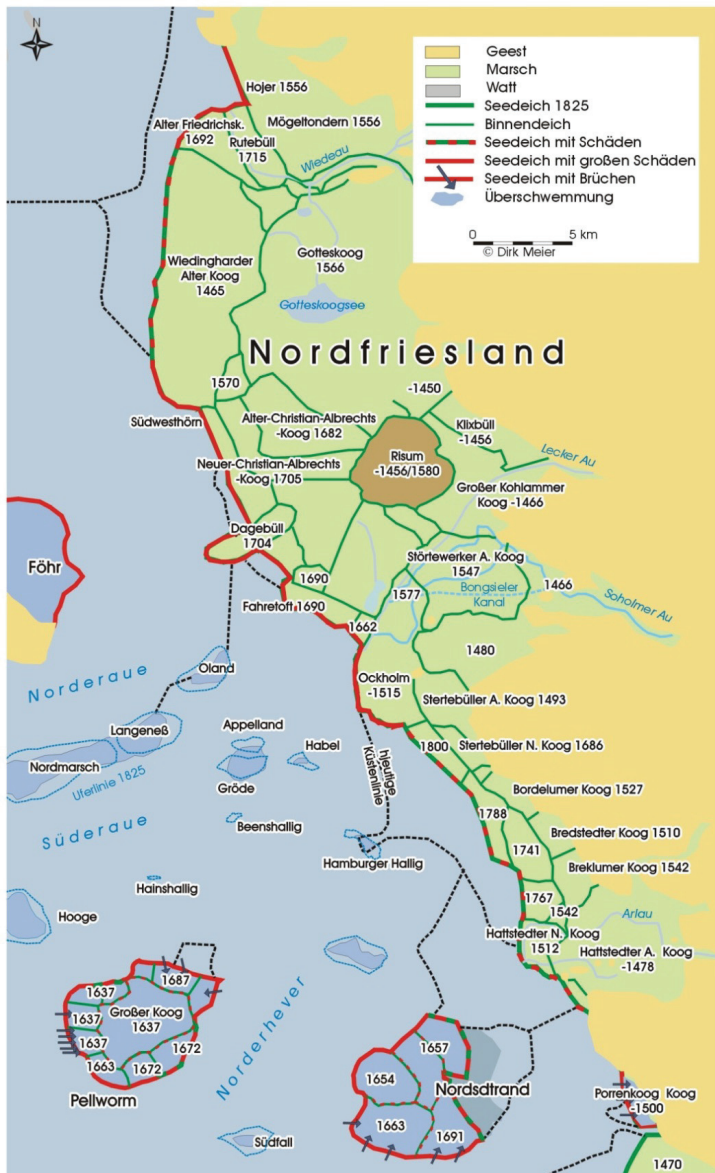 N
Geest
Marsch
Watt
Seedeich 1825
Binnendeich
Seedeich mit Schäden
Seedeich mit großen Schäden
Seedeich mit Brüchen
Überschwemmung
0
5 km
© Dirk Meier
Hojer 1556
Alter Friedrichsk.
1692
Mögeltondern 1556
Rutebüll
1715
Wiedeau
Wiedingharder
Alter Koog
1465
Gotteskoog
1566
Gotteskoogsee
Nordfriesland
1570
-1450
Südwesthörn
Alter-Christian-Albrechts
-Koog 1682
Klixbüll
-1456
Risum
-1456/1580
Lecker Au
Neuer-Christian-Albrechts
-Koog 1705
Großer Kohlammer
Koog -1466
Dagebüll
1704
Föhr
Störtewerker A. Koog
1547
1690
1577
Bongsieler
Kanal
1466
Soholmer Au
Fahretoft 1690
1662
1480
Norderaue
Oland
Ockholm
-1515
Stertebüller A. Koog 1493
Langeneß
Appelland
Habel
heutige
Küstenlinie
1800
Stertebüller N. Koog 1686
Nordmarsch
Uferlinie 1825
Gröde
Bordelumer Koog 1527
Süderaue
Beenshallig
1788
Bredstedter Koog 1510
1741
Hamburger Hallig
Breklumer Koog 1542
Hainshallig
1767
1542
Hooge
Arlau
Hattstedter N. Koog
1512
Hattstedter A. Koog
-1478
1687
1637
Großer Koog
1637
1637
1637
1663
1672
1672
Pellworm
Norderhever
1657
1654
Nordsdtrand
1663
1691
Südfall
Porrenkoog Koog
-1500
1470